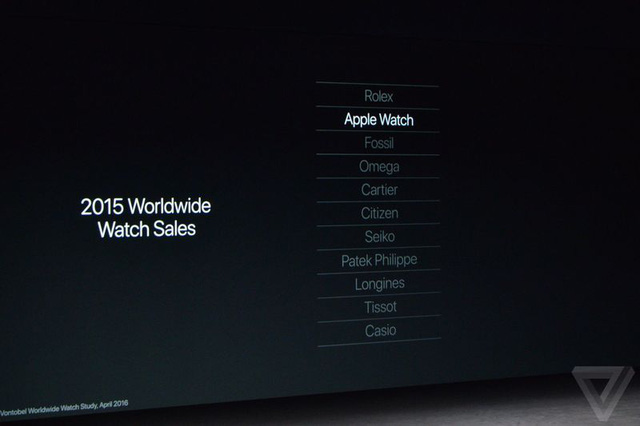 2015 Worldwide
Watch Sales
Rolex
Apple Watch
Fossil
Omega
Cartier
Citizen
Seiko
Patek Philippe
Longines
Tissot
Casio
Vontobel Worldwide Watch Study, April 2016